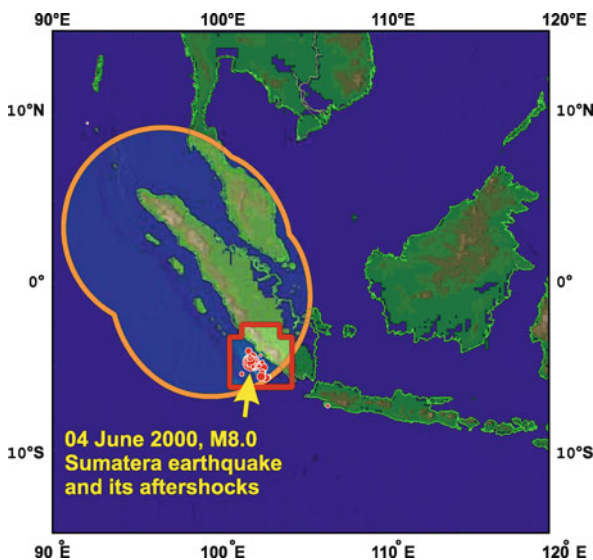 90°E 100°E 110°E 120°E
10°N 10°N
0° 0°
10°S 10°S
04 June 2000, M8.0
Sumatera earthquake
and its aftershocks
90°E 100°E 110°E 120°E